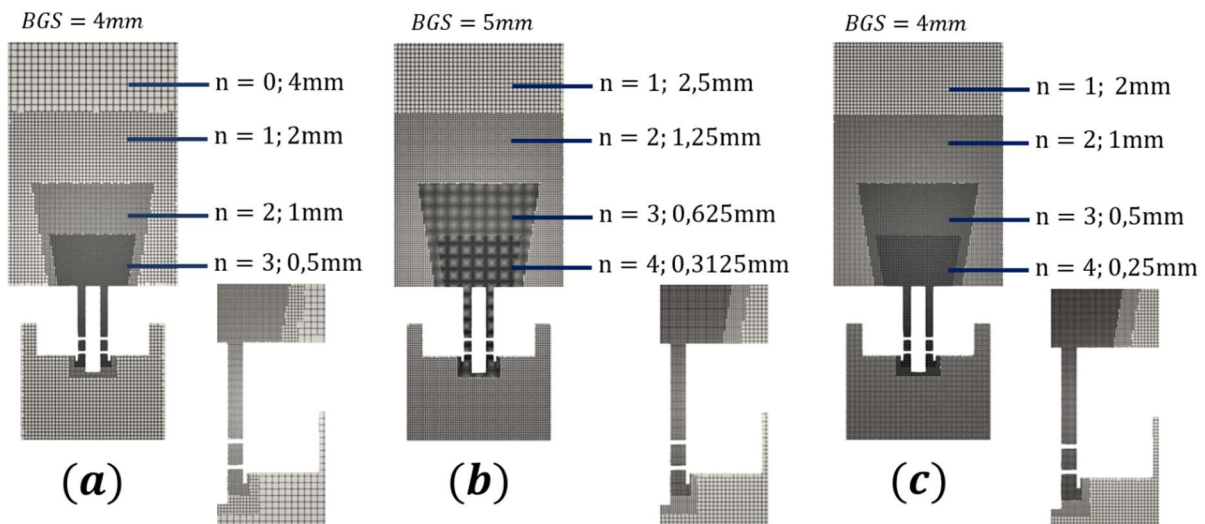 BGS = 4mm
n = 0; 4mm
n = 1; 2mm
n = 2; 1mm
n = 3; 0,5mm
(a)
BGS = 5mm
n = 1; 2,5mm
n = 2; 1,25mm
n = 3; 0,625mm
n = 4; 0,3125mm
(b)
BGS = 4mm
n = 1; 2mm
n = 2; 1mm
n = 3; 0,5mm
n = 4; 0,25mm
(c)